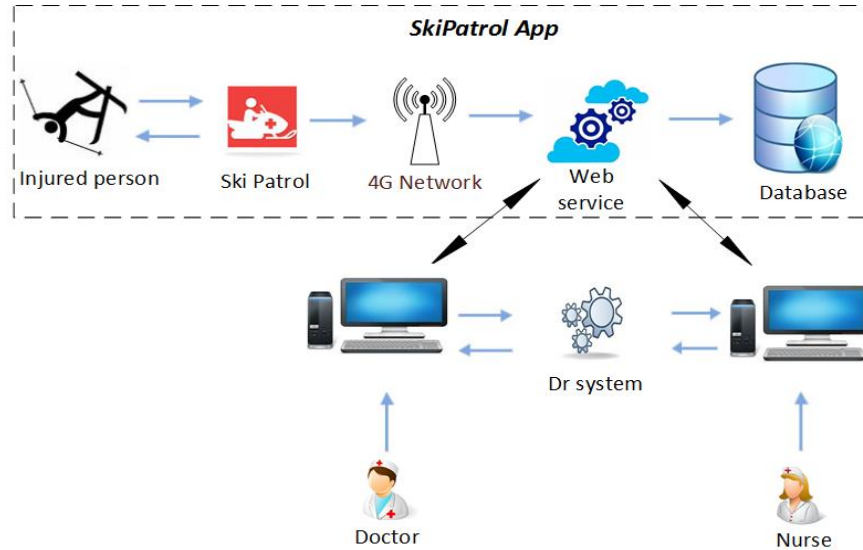 SkiPatrol App
Injured person
Ski Patrol
4G Network
Web
service
Database
Dr system
Doctor
Nurse